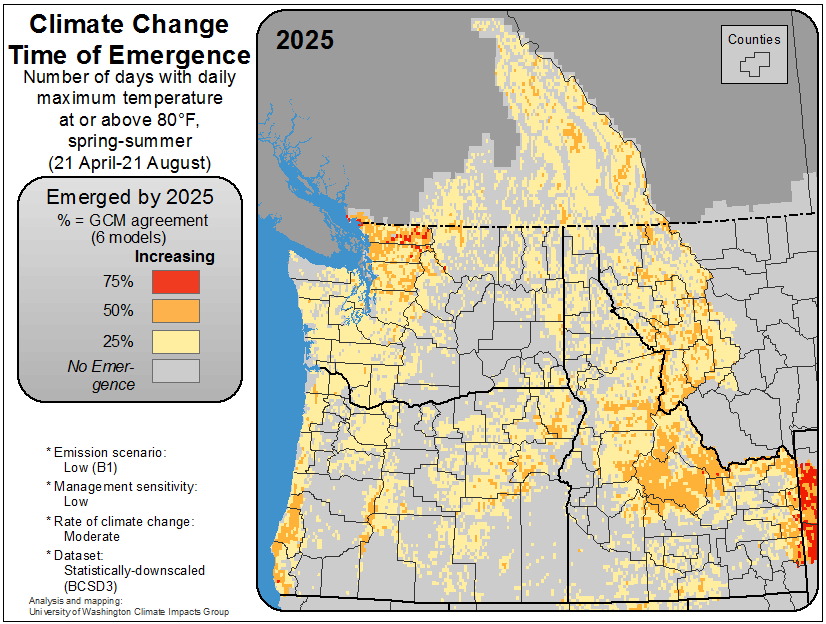 Climate Change
Time of Emergence
Number of days with daily
maximum temperature
at or above 80°F,
spring-summer
(21 April-21 August)
Emerged by 2025
% = GCM agreement
(6 models)
Increasing
75%
50%
25%
No Emer-
gence
* Emission scenario:
Low (B1)
* Management sensitivity:
Low
* Rate of climate change:
Moderate
* Dataset:
Statistically-downscaled
(BCSD3)
Analysis and mapping:
University of Washington Climate Impacts Group
2025
Counties